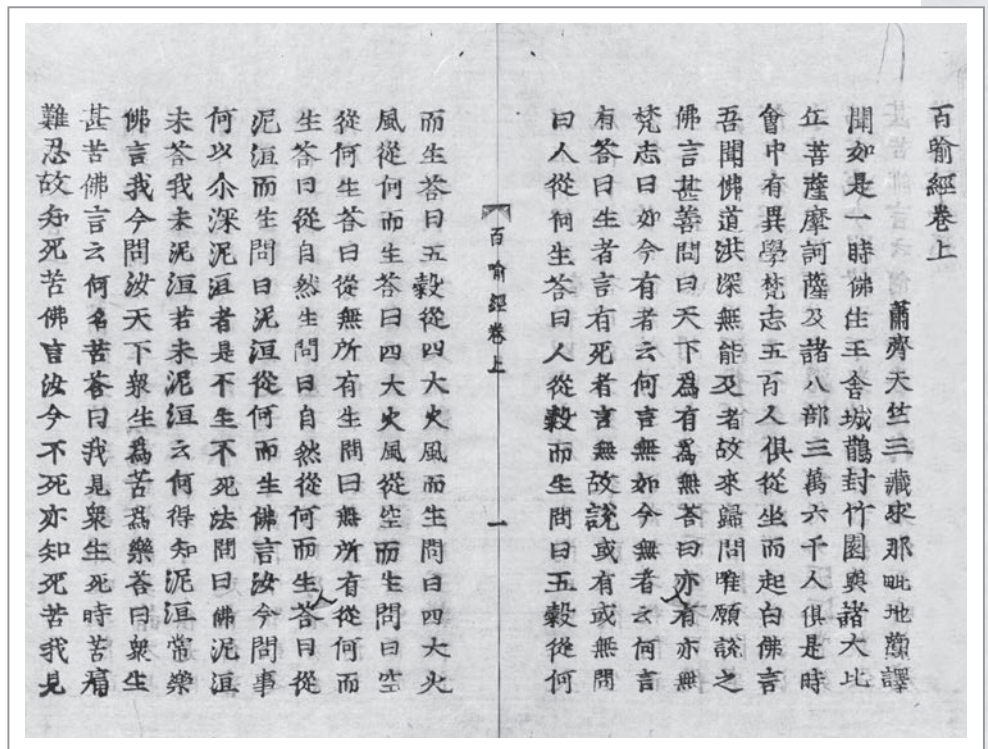 百喻經卷上
蕭齊天竺三藏求那毗地譯
聞如是一時佛住王舍城鵲封竹園與諸大比
丘菩薩摩訶薩及諸八部三萬六千人俱是時
會中有異學梵志五百人俱從坐而起白佛言
吾聞佛道洪深無能及者故來歸問唯願說之
佛言甚善問曰天下爲有爲無答曰亦有亦無
梵志曰如今有者云何言無如今無者云何言
有答曰生者言有死者言無故說或有或無問
曰人從何生答曰人從穀而生問曰五穀從何
百喻經卷上 一
而生荅曰五穀從四大火風而生問曰四大火
風從何而生荅曰四大火風從空而生問曰空
從何生荅曰從無所有生問曰無所有從何而
生荅曰從自然生問曰自然從何而生荅曰從
泥洹而生問曰泥洹從何而生佛言汝今問事
何以尒深泥洹者是不生不死法問曰佛泥洹
未荅我未泥洹若未泥洹云何得知泥洹常樂
佛言我今問汝天下衆生爲苦爲樂荅曰衆生
甚苦佛言云何名苦荅曰我見衆生死時苦痛
難忍故知死苦佛言汝今不死亦知死苦我見